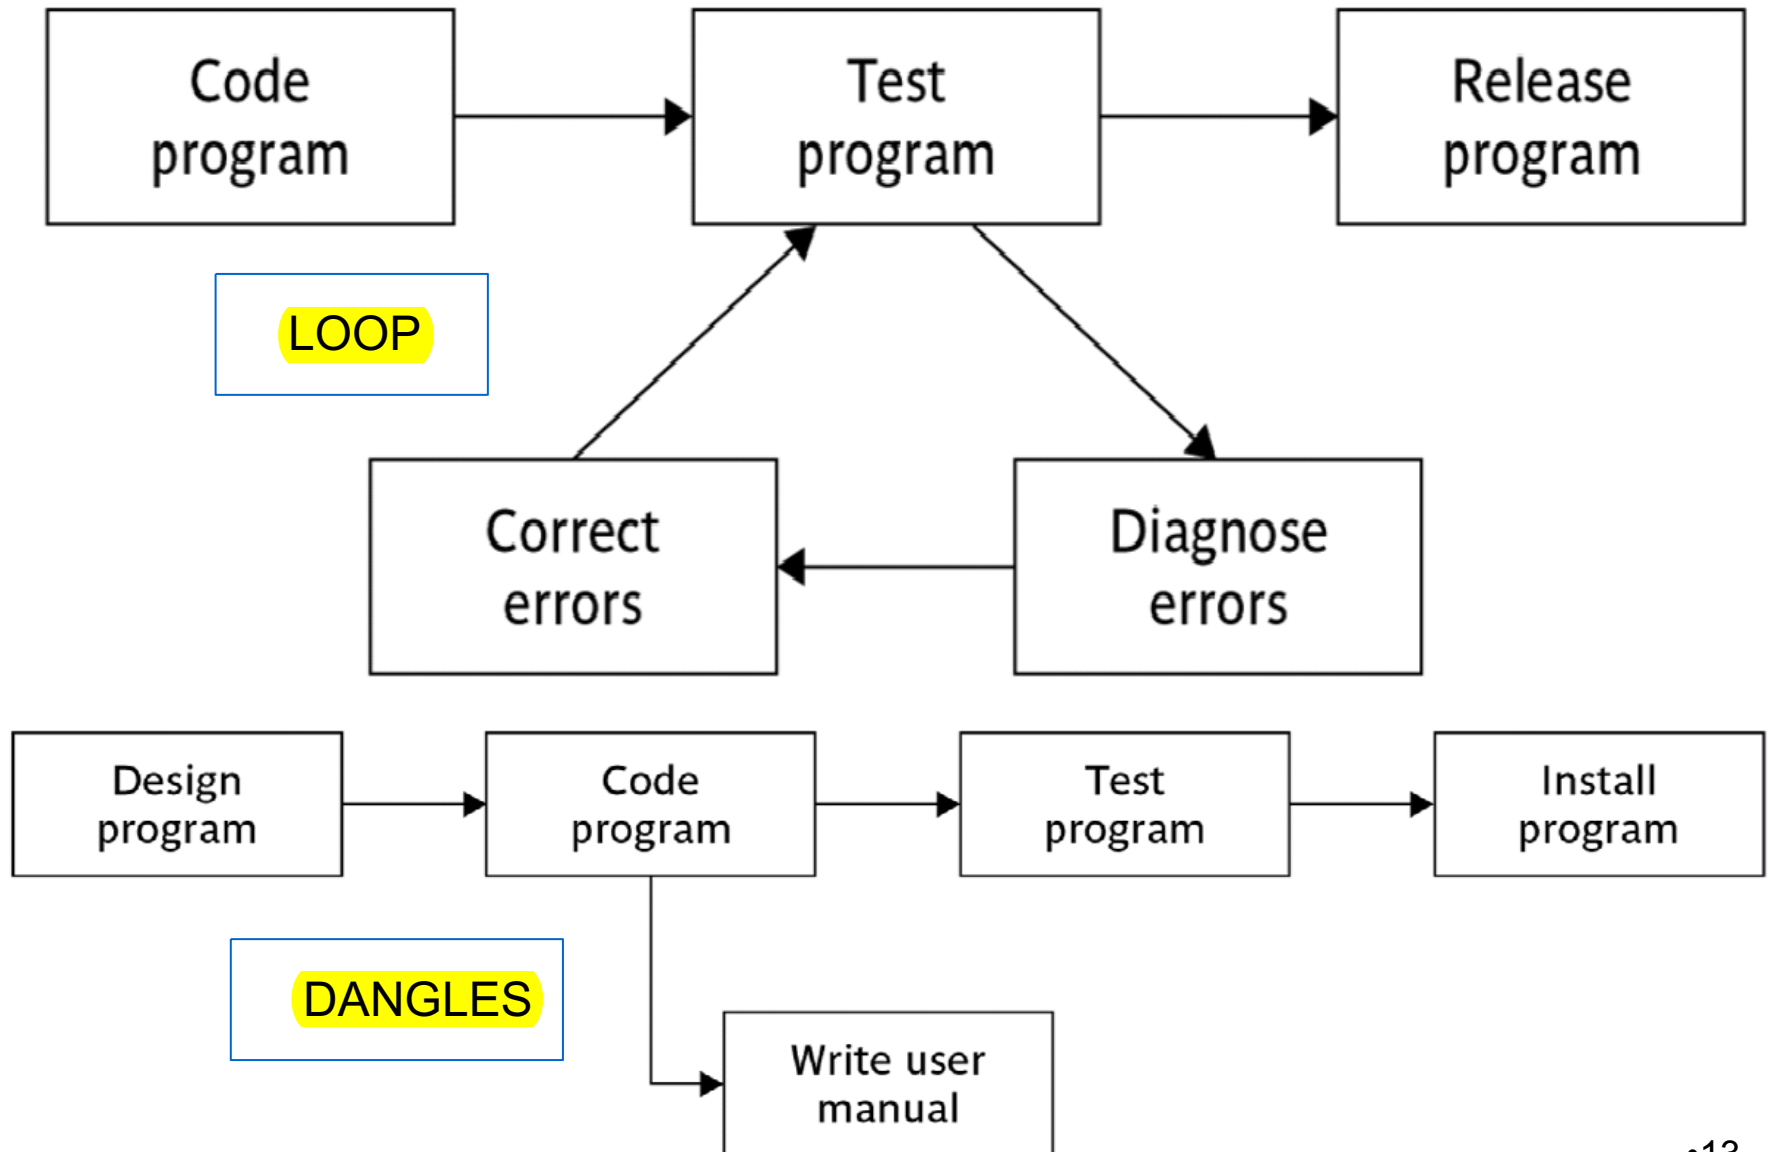 Code
program
Test
program
Release
program
LOOP
Correct
errors
Diagnose
errors
Design
program
Code
program
Test
program
Install
program
DANGLES
Write user
manual
•13